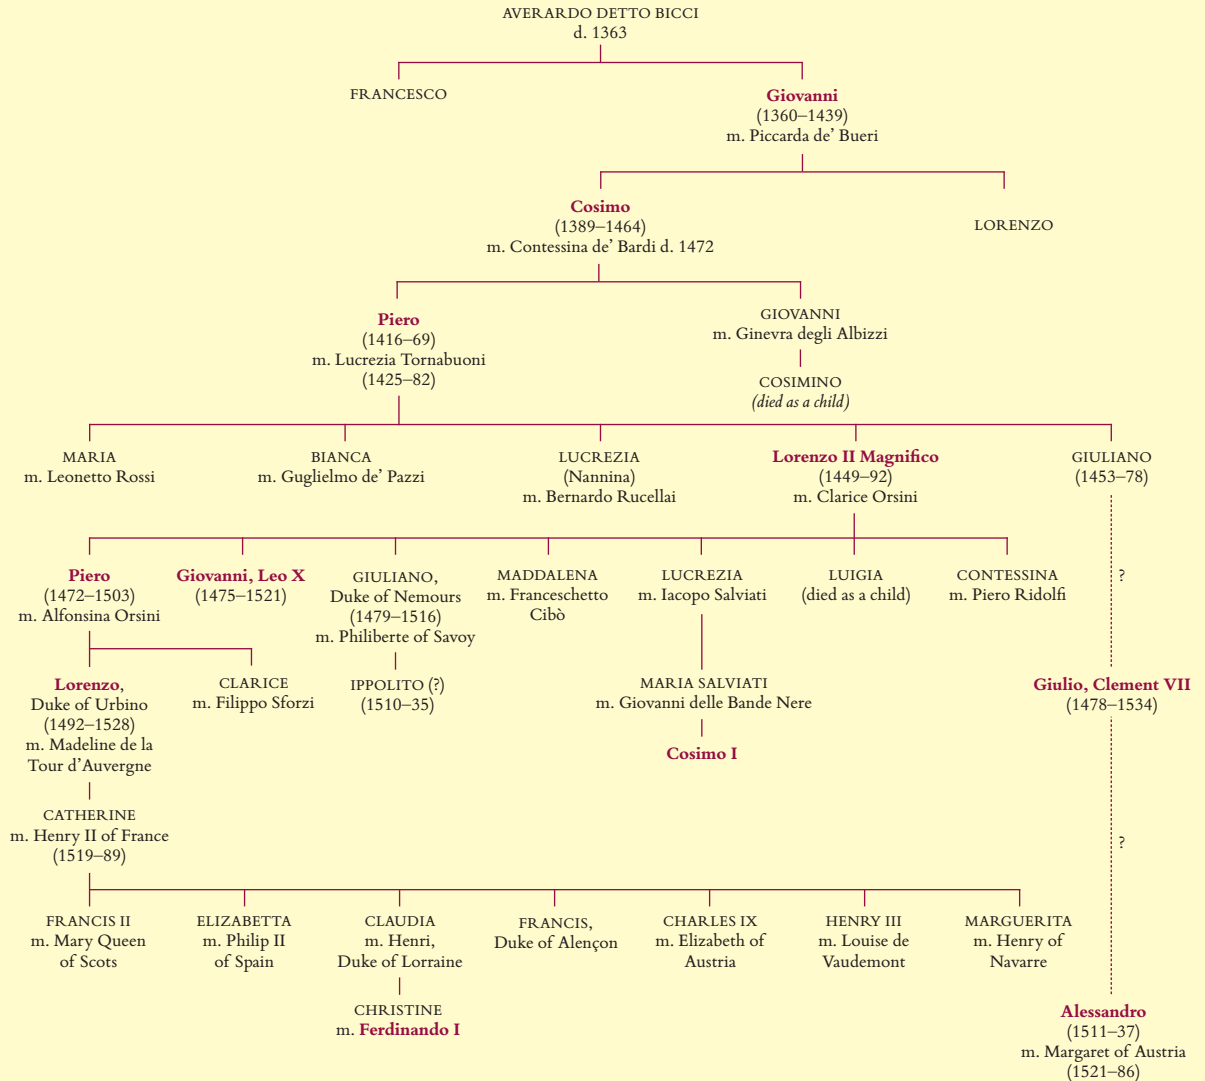 AVERARDO DETTO BICCI
d. 1363
FRANCESCO
Giovanni
(1360–1439)
m. Piccarda de’ Bueri
Cosimo
(1389–1464)
m. Contessina de’ Bardi d. 1472
LORENZO
Piero
(1416–69)
m. Lucrezia Tornabuoni
(1425–82)
GIOVANNI
m. Ginevra degli Albizzi
COSIMINO
(died as a child)
MARIA
m. Leonetto Rossi
BIANCA
m. Guglielmo de’ Pazzi
LUCREZIA
(Nannina)
m. Bernardo Rucellai
Lorenzo II Magnifico
(1449–92)
m. Clarice Orsini
GIULIANO
(1453–78)
Piero
(1472–1503)
m. Alfonsina Orsini
Giovanni, Leo X
(1475–1521)
GIULIANO,
Duke of Nemours
(1479–1516)
m. Philiberte of Savoy
MADDALENA
m. Franceschetto
Cibò
LUCREZIA
m. Iacopo Salviati
LUIGIA
(died as a child)
CONTESSINA
m. Piero Ridolfi
?
Lorenzo,
Duke of Urbino
(1492–1528)
m. Madeline de la
Tour d’Auvergne
CLARICE
m. Filippo Sforzi
IPPOLITO (?)
(1510–35)
MARIA SALVIATI
m. Giovanni delle Bande Nere
Cosimo I
Giulio, Clement VII
(1478–1534)
CATHERINE
m. Henry II of France
(1519–89)
?
FRANCIS II
m. Mary Queen
of Scots
ELIZABETTA
m. Philip II
of Spain
CLAUDIA
m. Henri,
Duke of Lorraine
FRANCIS,
Duke of Alençon
CHARLES IX
m. Elizabeth of
Austria
HENRY III
m. Louise de
Vaudemont
MARGUERITA
m. Henry of
Navarre
CHRISTINE
m. Ferdinando I
Alessandro
(1511–37)
m. Margaret of Austria
(1521–86)